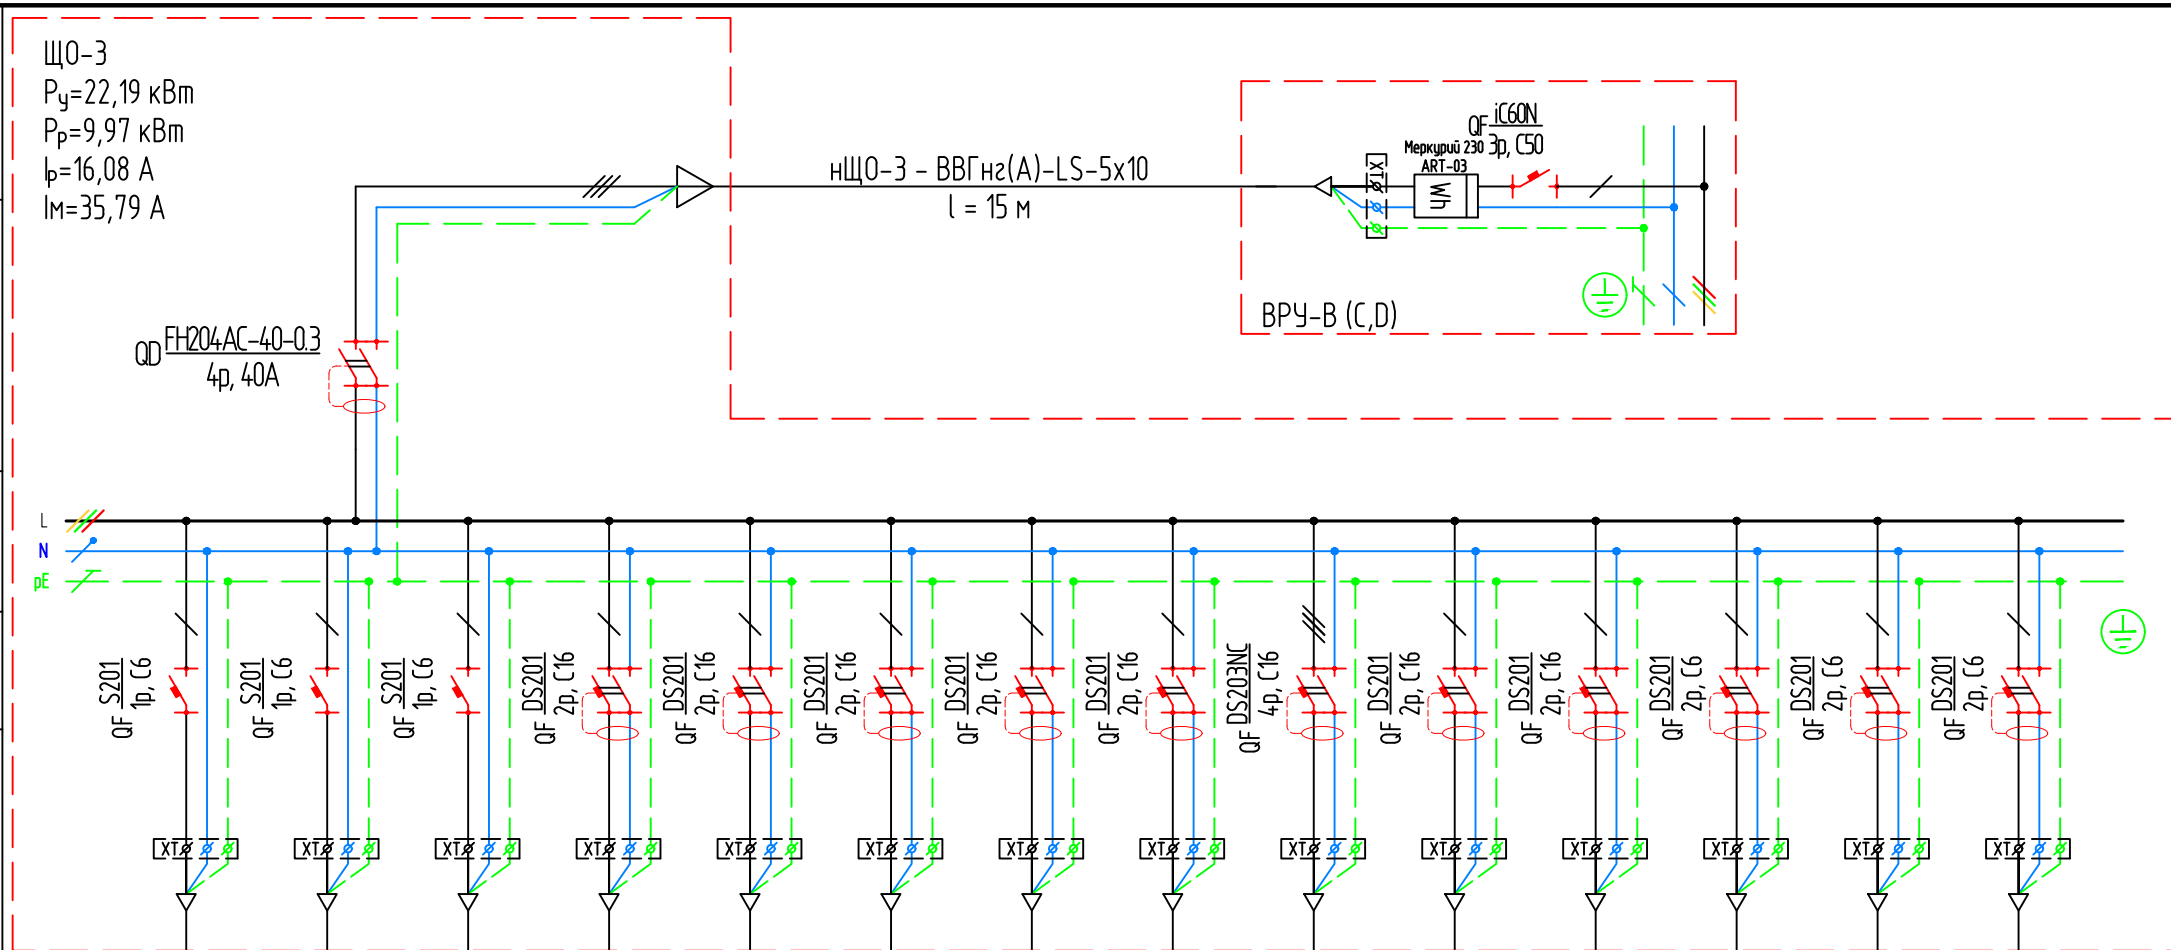 ЩО-3
Pу=22,19 кВт
Pр=9,97 кВт
Iр=16,08 А
Iм=35,79 А
нЩО-3 - ВВГнг(А)-LS-5х10
l = 15 м
QF iC60N
3р, С50
Меркурий 230
ART-03
Wh
XT
ВРУ-В (С,D)
QD FH204AC-40-0.3
4р, 40А
L
N
pE
QF S201
1р, С6
QF S201
1р, С6
QF S201
1р, С6
QF DS201
2р, С16
QF DS201
2р, С16
QF DS201
2р, С16
QF DS201
2р, С16
QF DS201
2р, С16
QF DS203NC
4р, С16
QF DS201
2р, С16
QF DS201
2р, С16
QF DS201
2р, С6
QF DS201
2р, С6
QF DS201
2р, С6
XT
XT
XT
XT
XT
XT
XT
XT
XT
XT
XT
XT
XT
XT